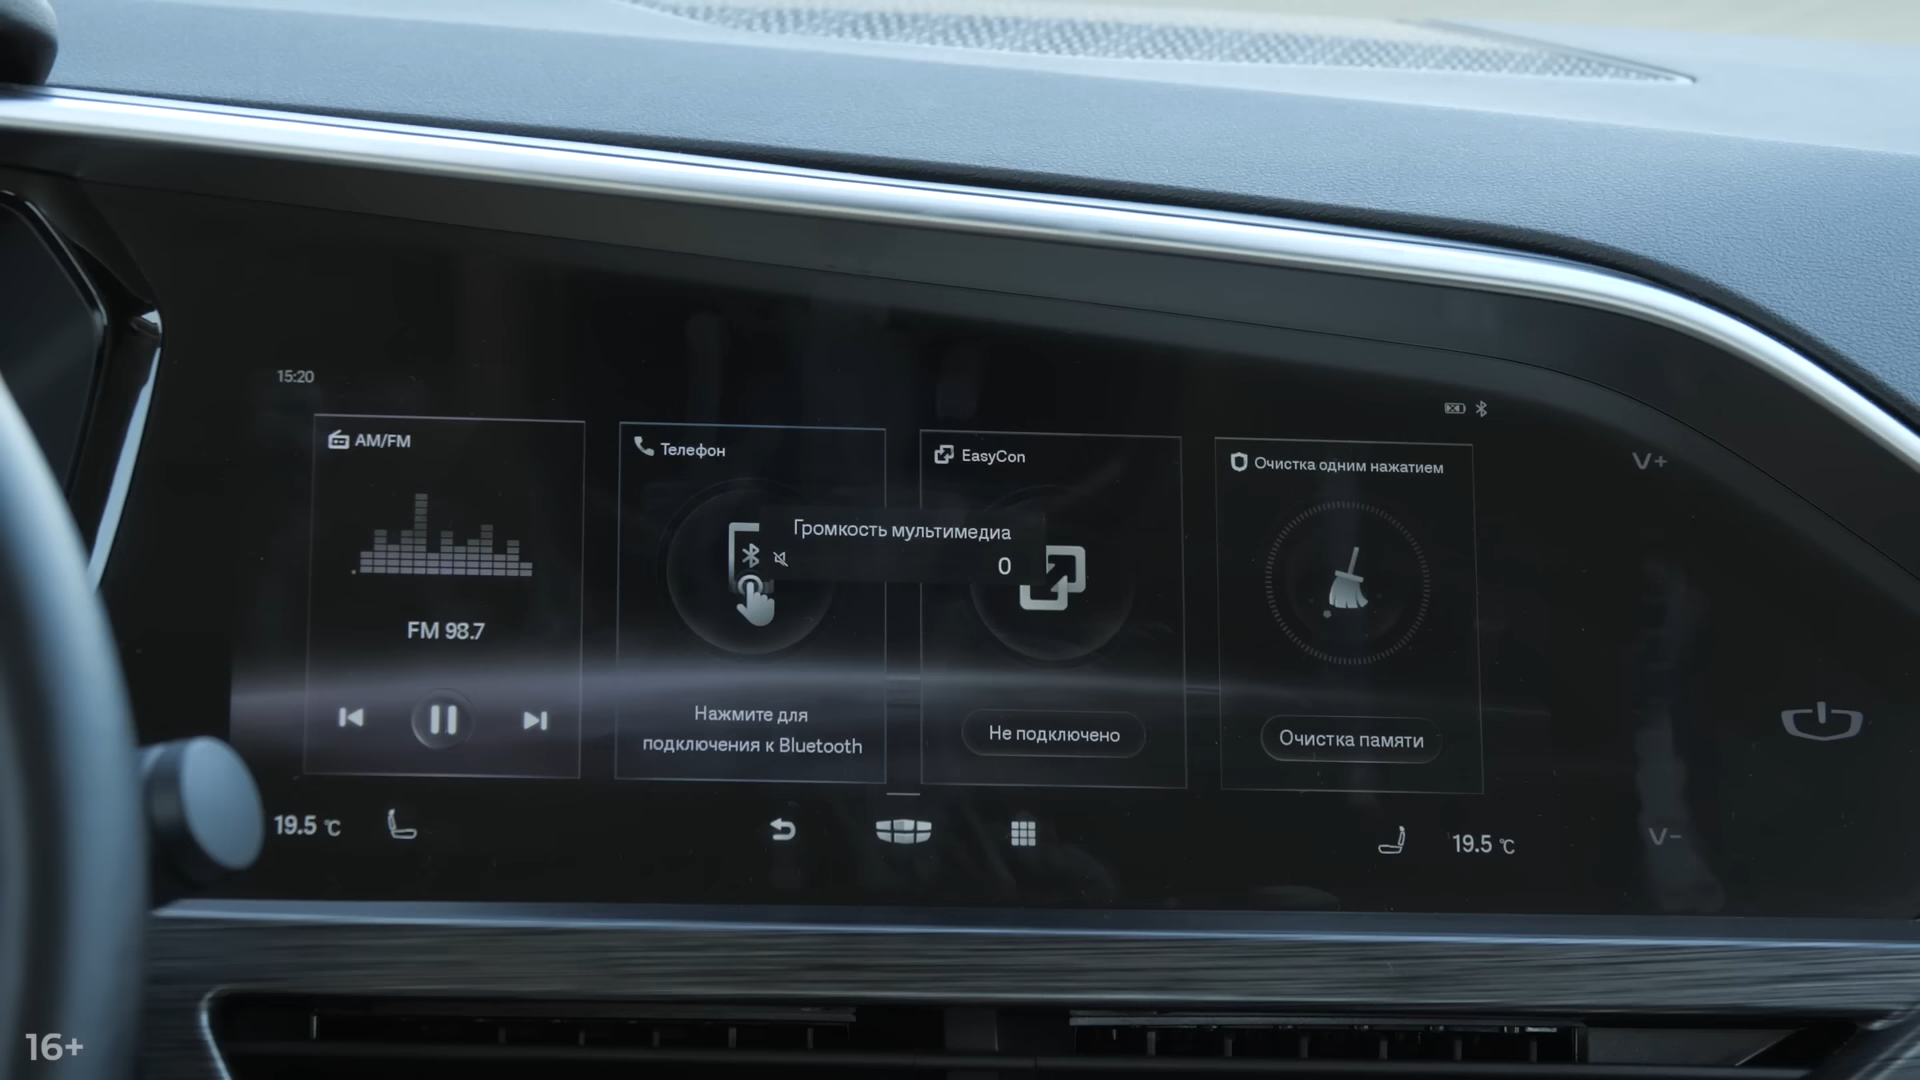 15:20
AM/FM
FM 98.7
Телефон
Нажмите для
подключения к Bluetooth
Громкость мультимедиа
0
EasyCon
Не подключено
Очистка одним нажатием
Очистка памяти
V+
V-
19.5 °C
19.5 °C
16+